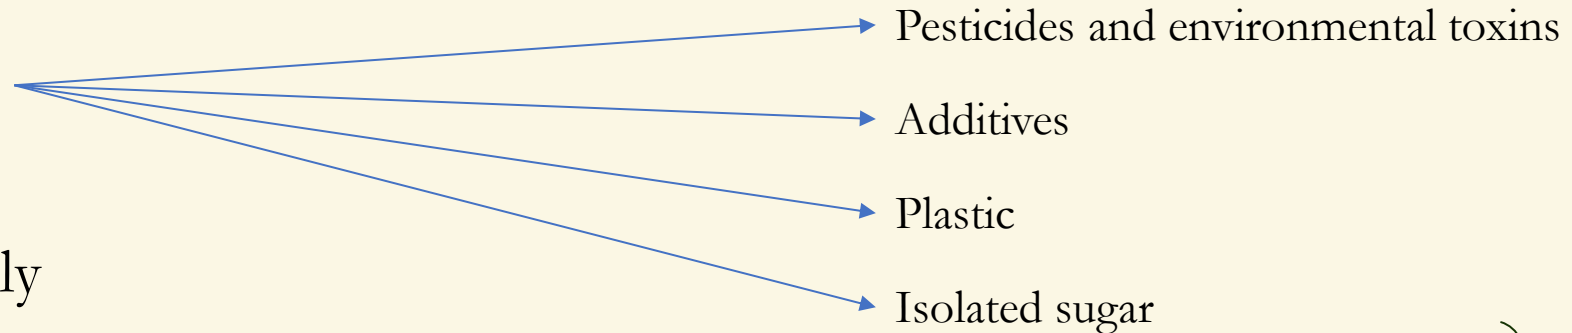 Pesticides and environmental toxins
Additives
Plastic
ly
Isolated sugar